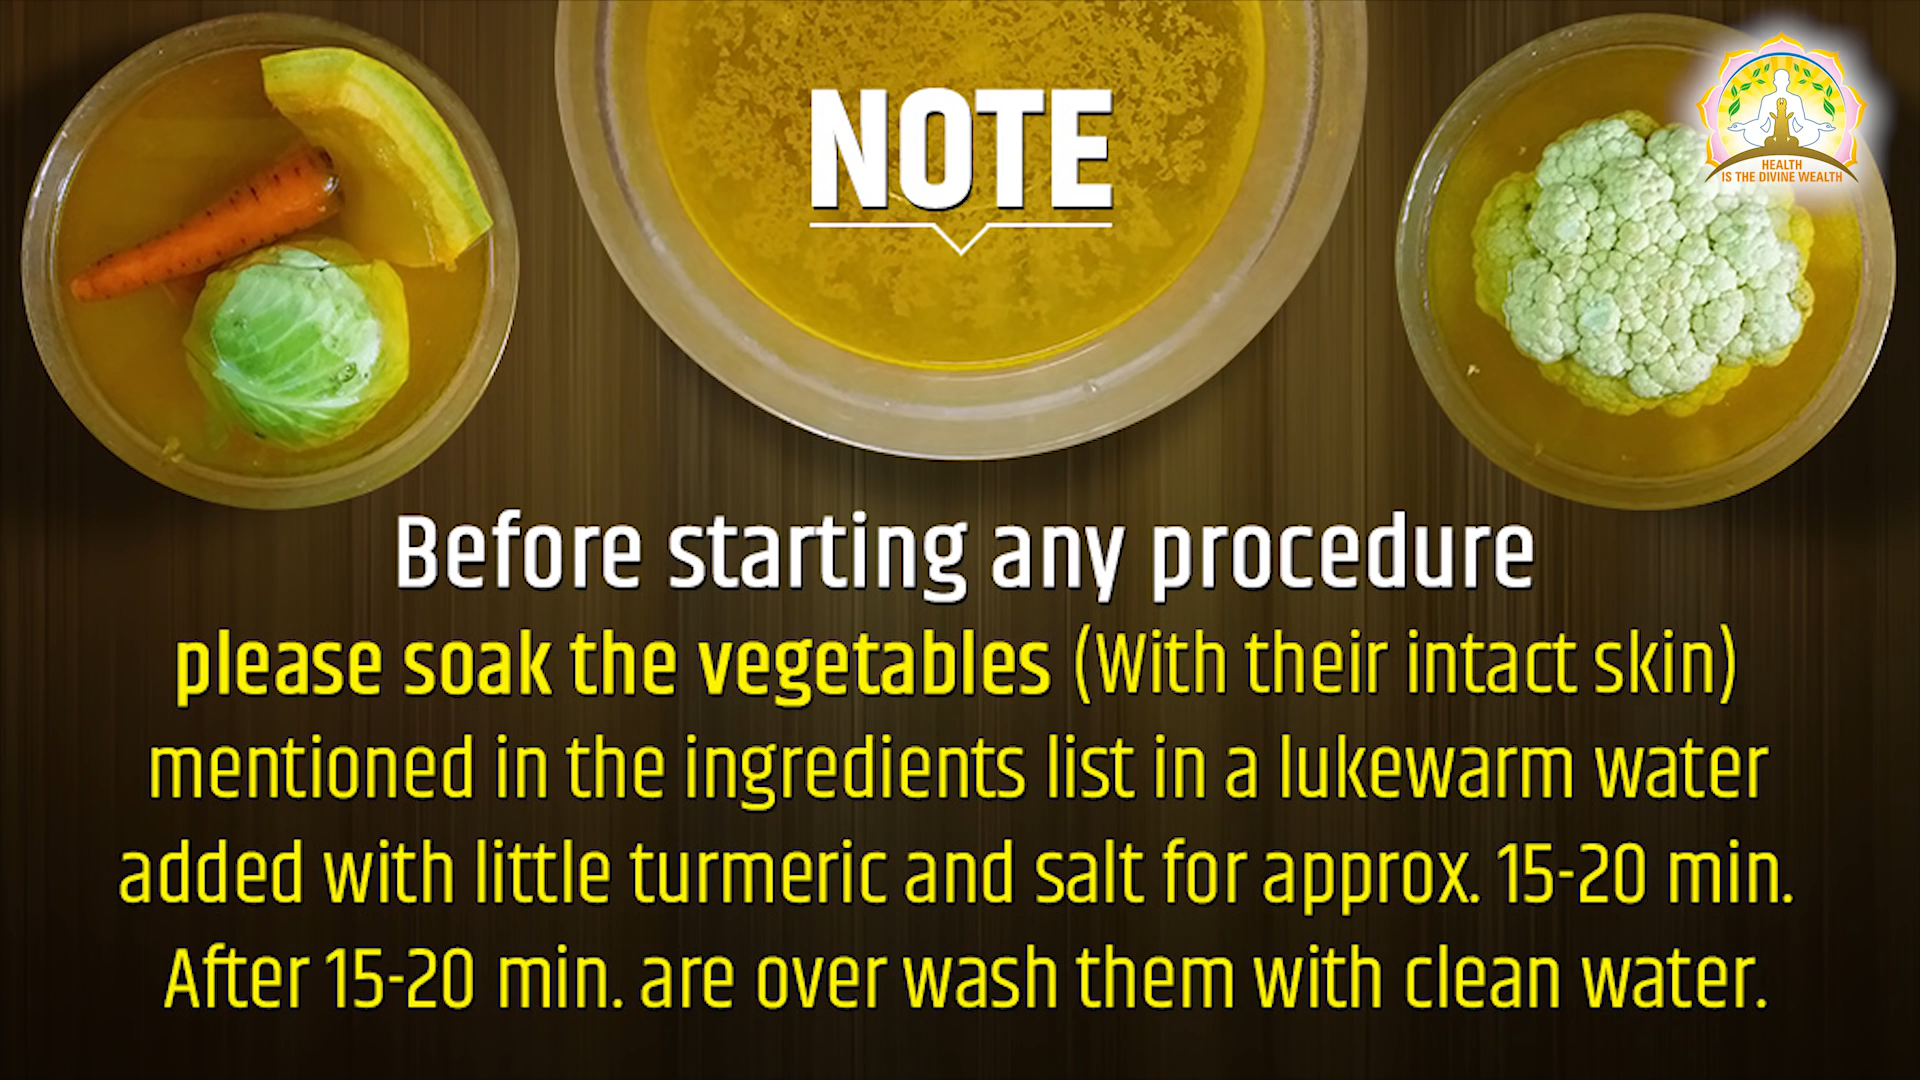 NOTE
HEALTH
IS THE DIVINE WEALTH
Before starting any procedure
please soak the vegetables (With their intact skin)
mentioned in the ingredients list in a lukewarm water
added with little turmeric and salt for approx. 15-20 min.
After 15-20 min. are over wash them with clean water.